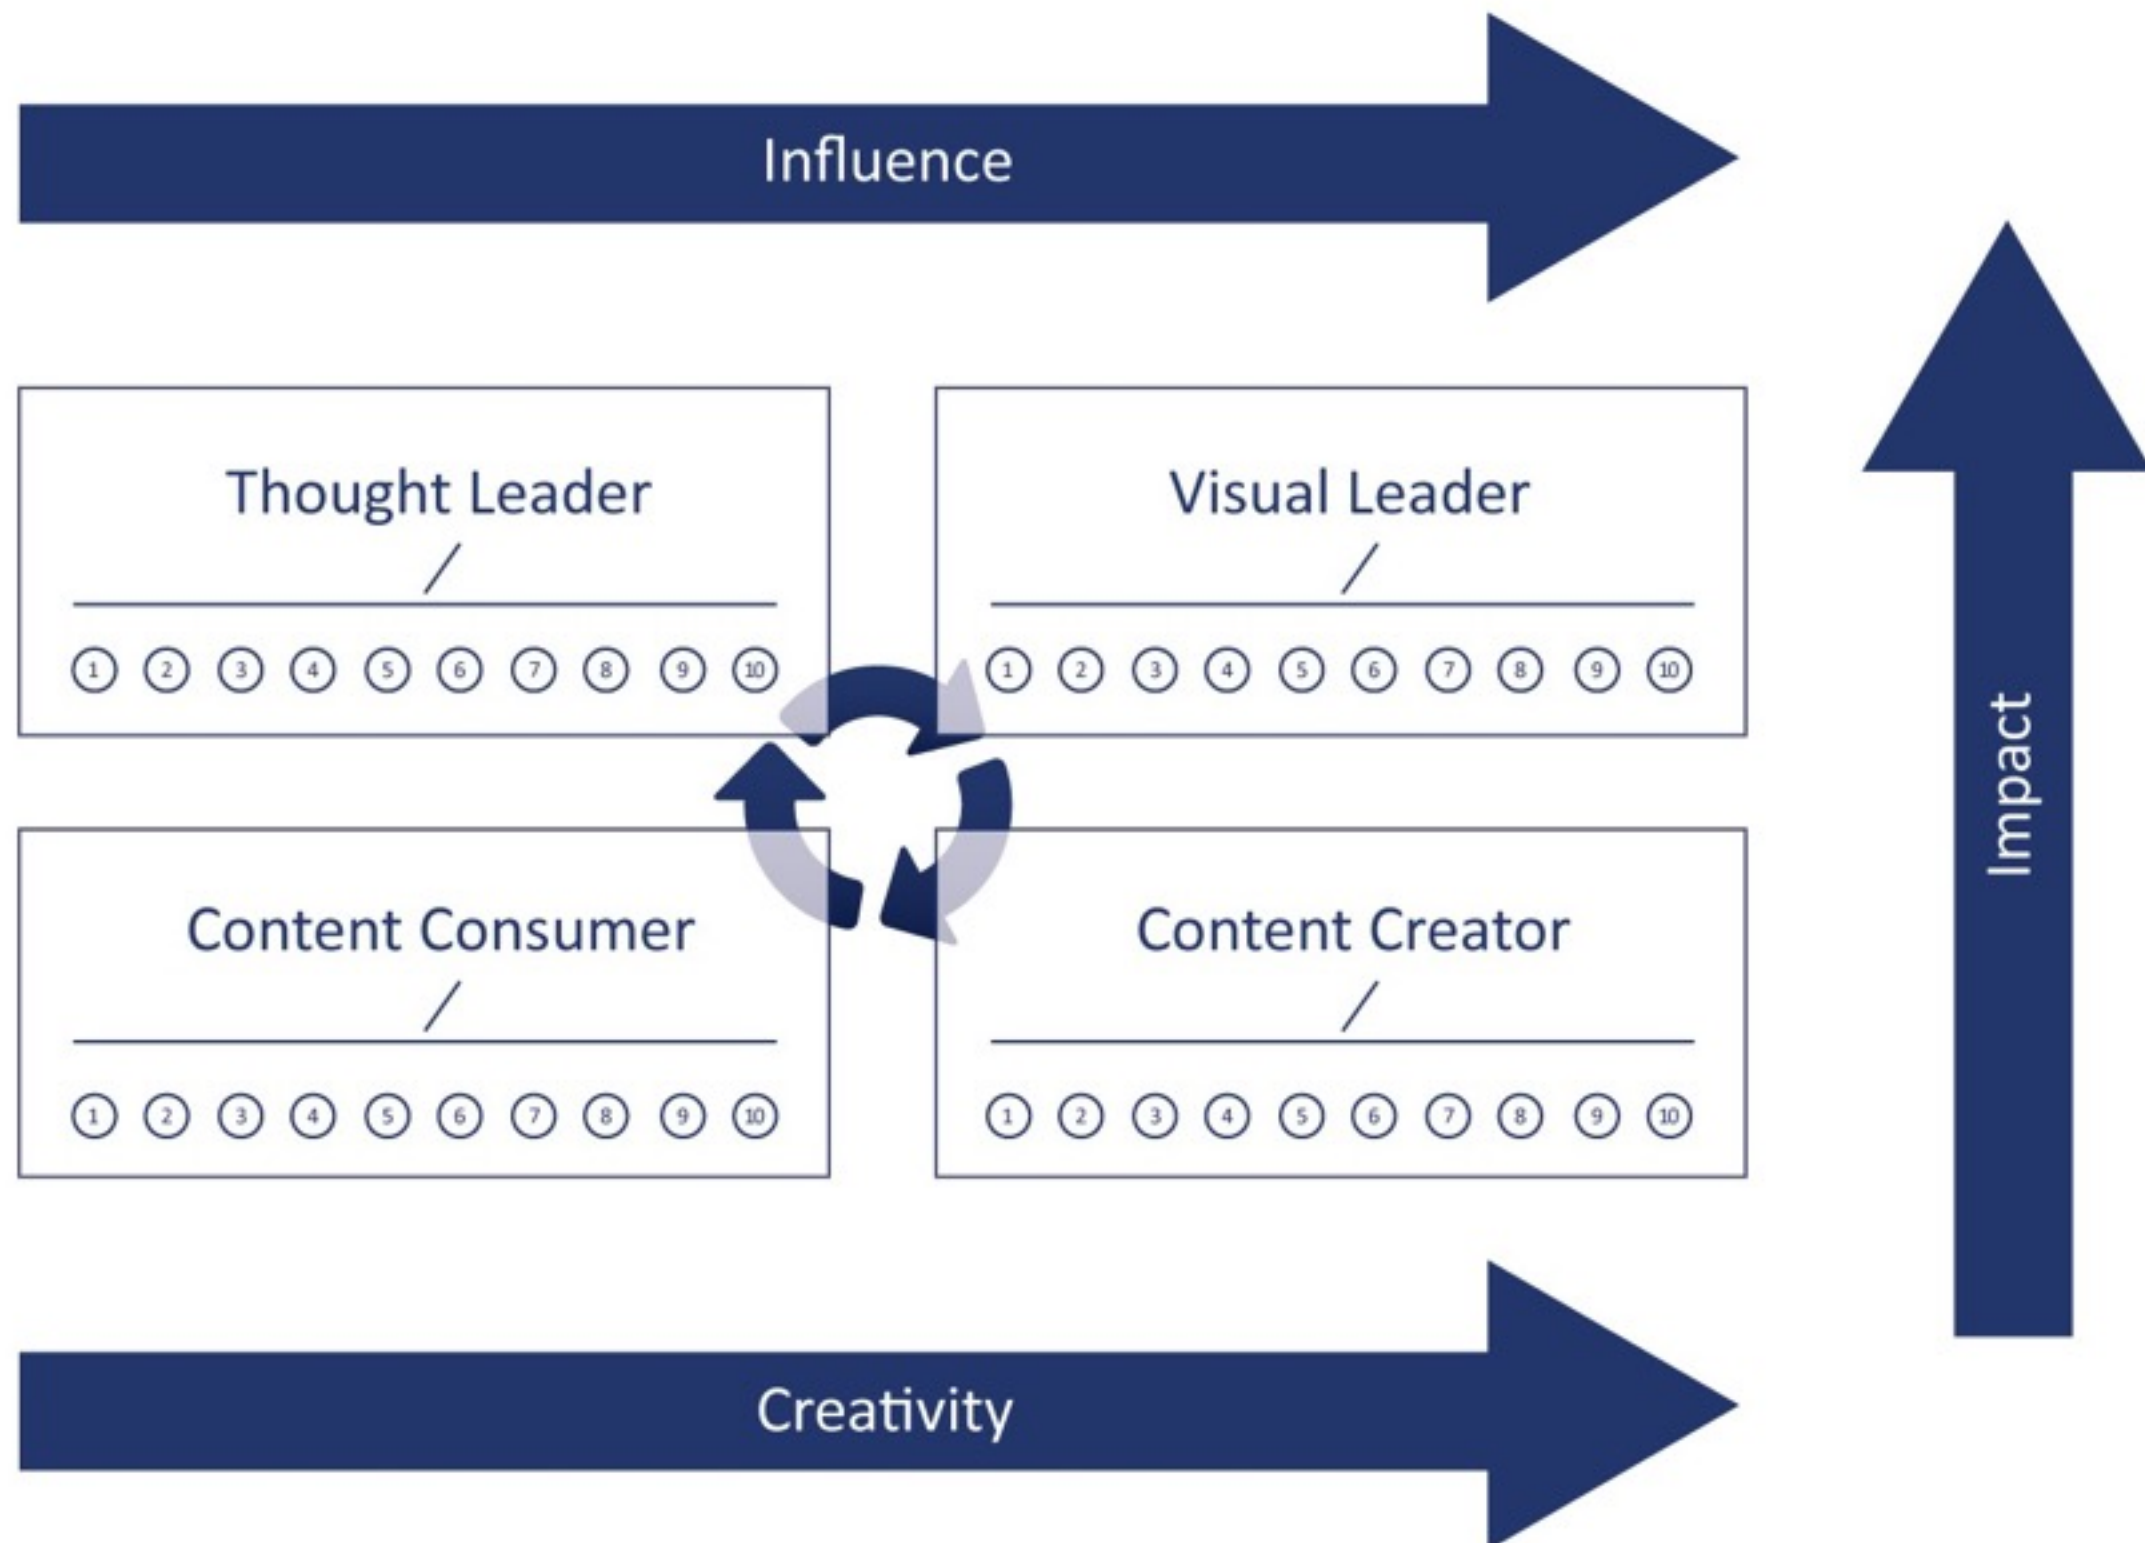 Influence
Thought Leader
/
1 2 3 4 5 6 7 8 9 10
Visual Leader
/
1 2 3 4 5 6 7 8 9 10
Impact
Content Consumer
/
1 2 3 4 5 6 7 8 9 10
Content Creator
/
1 2 3 4 5 6 7 8 9 10
Creativity